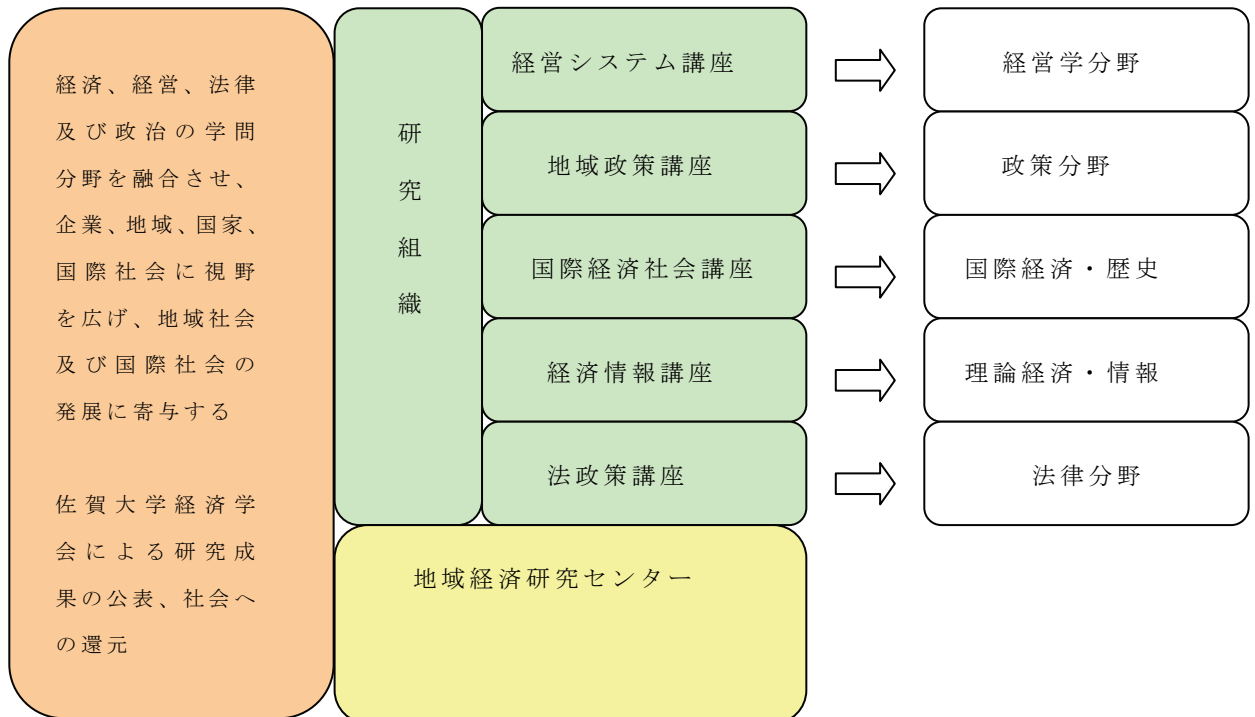 経済、経営、法律
及び政治の学問
分野を融合させ、
企業、地域、国家、
国際社会に視野
を広げ、地域社会
及び国際社会の
発展に寄与する
佐賀大学経済学
会による研究成
果の公表、社会へ
の還元
研
究
組
織
経営システム講座
地域政策講座
国際経済社会講座
経済情報講座
法政策講座
地域経済研究センター
経営学分野
政策分野
国際経済・歴史
理論経済・情報
法律分野